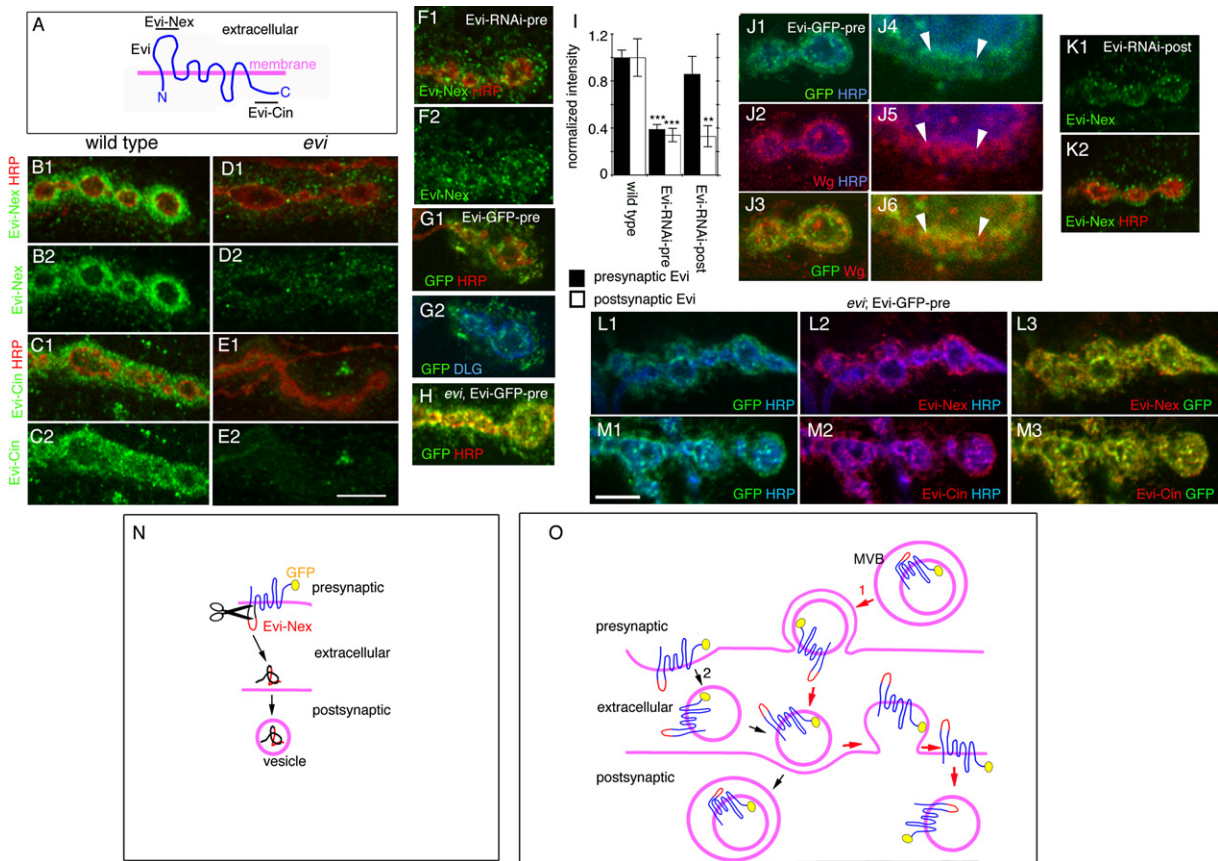 A
Evi-Nex
extracellular
Evi
membrane
N
C
Evi-Cin
wild type
evi
Evi-Nex HRP
B1
D1
Evi-Nex
B2
D2
Evi-Cin HRP
C1
E1
Evi-Cin
C2
E2
F1 Evi-RNAi-pre
Evi-Nex HRP
F2
Evi-Nex
G1 Evi-GFP-pre
GFP HRP
G2
GFP DLG
H evi, Evi-GFP-pre
GFP HRP
I
normalized intensity
1.2
0.8
0.4
0
*** ***
**
wild type
Evi-RNAi-pre
Evi-RNAi-post
presynaptic Evi
postsynaptic Evi
J1 Evi-GFP-pre
GFP HRP
J2
Wg HRP
J3
GFP Wg
J4
J5
J6
K1 Evi-RNAi-post
Evi-Nex
K2
Evi-Nex HRP
evi; Evi-GFP-pre
L1
GFP HRP
L2
Evi-Nex HRP
L3
Evi-Nex GFP
M1
GFP HRP
M2
Evi-Cin HRP
M3
Evi-CIn GFP
N
GFP
presynaptic
Evi-Nex
extracellular
postsynaptic
vesicle
O
MVB
1
presynaptic
2
extracellular
postsynaptic